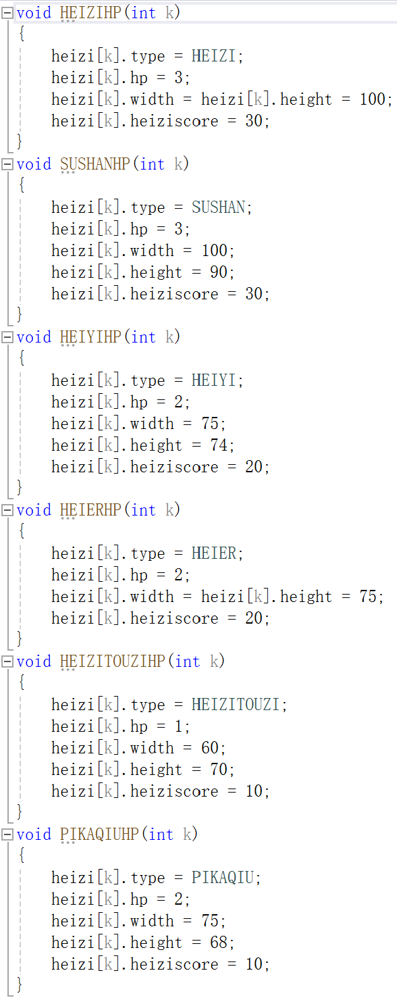 void HEIZIHP(int k)
{
    heizi[k].type = HEIZI;
    heizi[k].hp = 3;
    heizi[k].width = heizi[k].height = 100;
    heizi[k].heiziscore = 30;
}
void SUSHANHP(int k)
{
    heizi[k].type = SUSHAN;
    heizi[k].hp = 3;
    heizi[k].width = 100;
    heizi[k].height = 90;
    heizi[k].heiziscore = 30;
}
void HEIYIHP(int k)
{
    heizi[k].type = HEIYI;
    heizi[k].hp = 2;
    heizi[k].width = 75;
    heizi[k].height = 74;
    heizi[k].heiziscore = 20;
}
void HEIERHP(int k)
{
    heizi[k].type = HEIER;
    heizi[k].hp = 2;
    heizi[k].width = heizi[k].height = 75;
    heizi[k].heiziscore = 20;
}
void HEIZITOUZIHP(int k)
{
    heizi[k].type = HEIZITOUZI;
    heizi[k].hp = 1;
    heizi[k].width = 60;
    heizi[k].height = 70;
    heizi[k].heiziscore = 10;
}
void PIKAQIUHP(int k)
{
    heizi[k].type = PIKAQIU;
    heizi[k].hp = 2;
    heizi[k].width = 75;
    heizi[k].height = 68;
    heizi[k].heiziscore = 10;
}